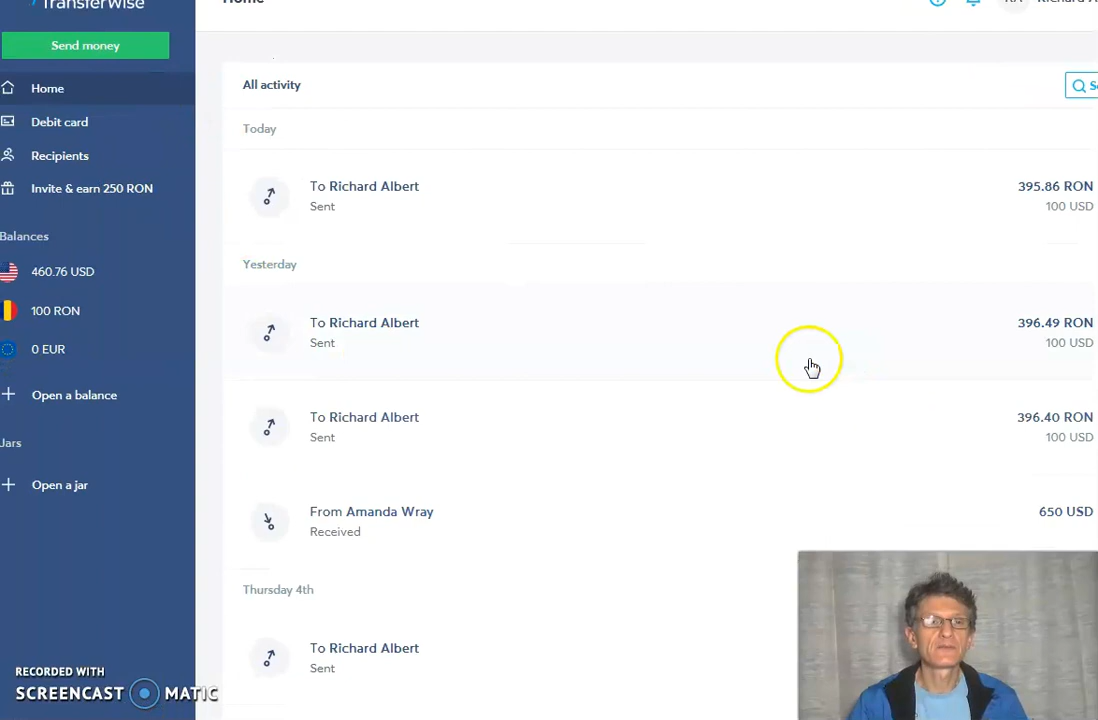 TransferWise
Home
Send money
Home
Debit card
Recipients
Invite & earn 250 RON
Balances
460.76 USD
100 RON
0 EUR
Open a balance
Jars
Open a jar
All activity
Today
To Richard Albert
395.86 RON
Sent
100 USD
Yesterday
To Richard Albert
396.49 RON
Sent
100 USD
To Richard Albert
396.40 RON
Sent
100 USD
From Amanda Wray
650 USD
Received
Thursday 4th
To Richard Albert
Sent
RECORDED WITH
SCREENCAST MATIC